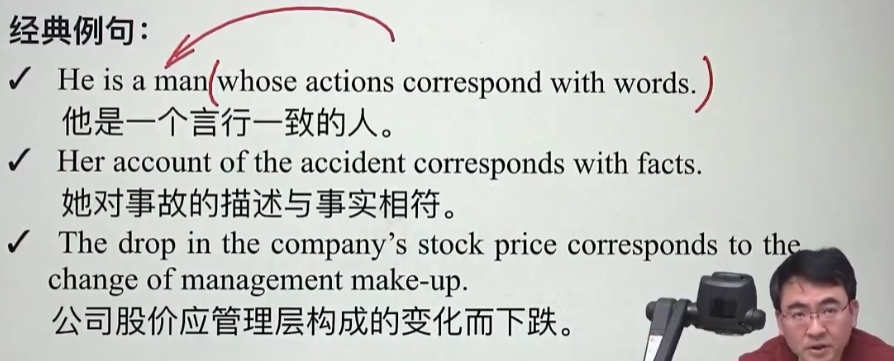 经典例句：
✓ He is a man(whose actions correspond with words.)
他是一个言行一致的人。
✓ Her account of the accident corresponds with facts.
她对事故的描述与事实相符。
✓ The drop in the company’s stock price corresponds to the
change of management make-up.
公司股价应管理层构成的变化而下跌。